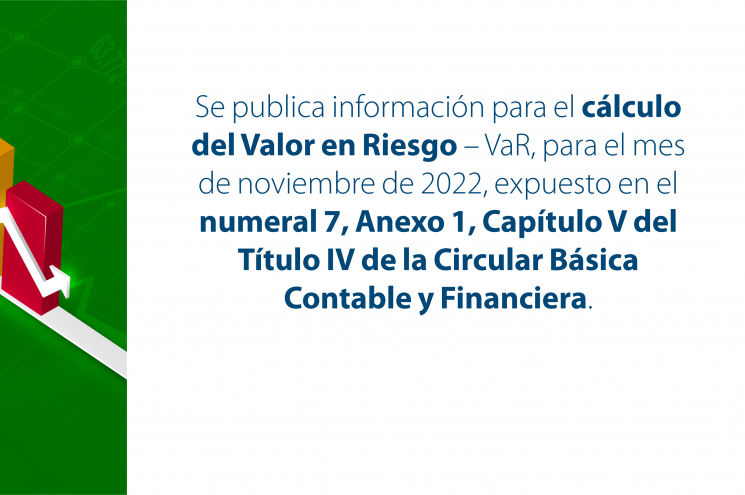 Se publica información para el cálculo
del Valor en Riesgo – VaR, para el mes
de noviembre de 2022, expuesto en el
numeral 7, Anexo 1, Capítulo V del
Título IV de la Circular Básica
Contable y Financiera.